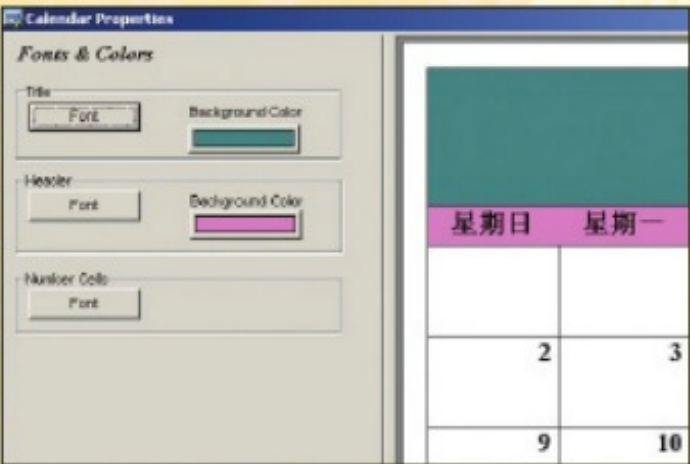 Calendar Properties
Fonts & Colors
Title
Font
Background Color
Header
Font
Background Color
Number Cells
Font
星期日 星期一
2 3
9 10